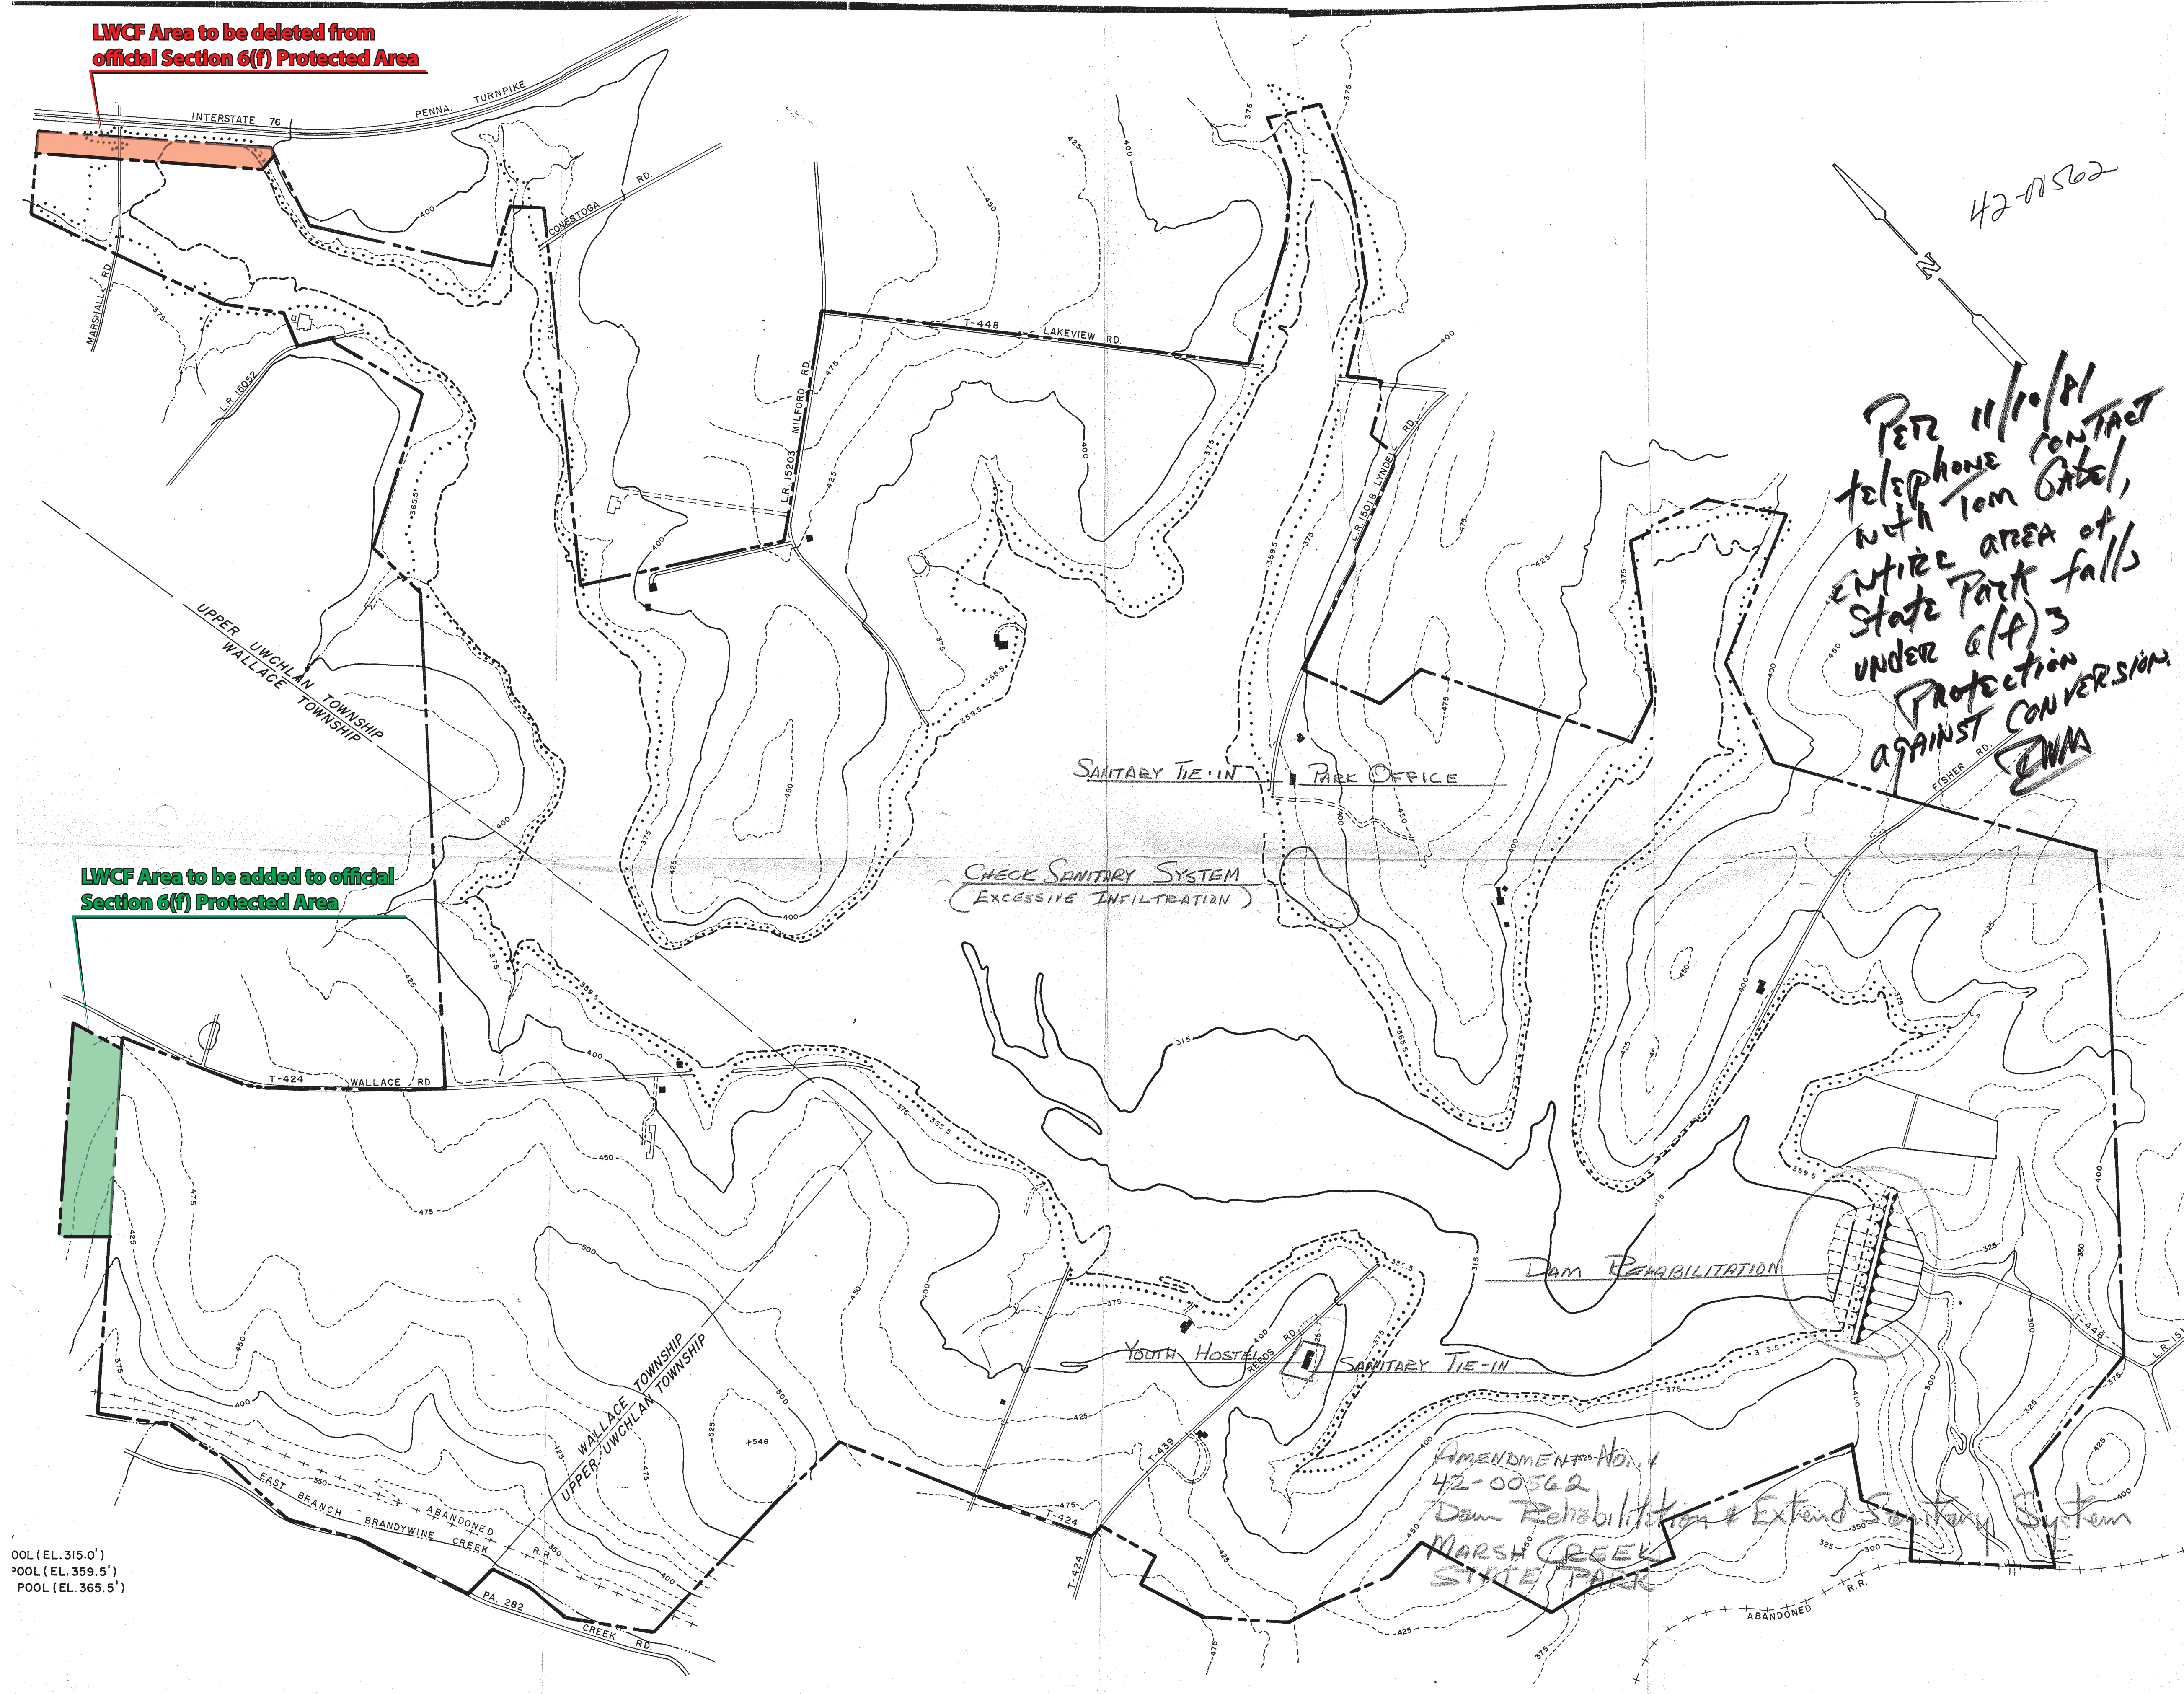 LWCF Area to be deleted from
official Section 6(f) Protected Area
INTERSTATE 76
PENNA. TURNPIKE
CONESTOGA RD.
MARSHALL RD.
L.R. 15052
T-448 LAKEVIEW RD.
L.R. 15203 MILFORD RD.
L.R. 15018 LYNDELL RD.
42-00562
N
PER 11/10/81
telephone contact
with Tom Gabel,
entire area of
State Park falls
under 6(f)3
Protection
against conversion.
FISHER RD.
UPPER UWCHLAN TOWNSHIP
WALLACE TOWNSHIP
SANITARY TIE-IN
PARK OFFICE
CHECK SANITARY SYSTEM
(EXCESSIVE INFILTRATION)
LWCF Area to be added to official
Section 6(f) Protected Area
T-424 WALLACE RD
DAM REHABILITATION
YOUTH HOSTEL
REEDS RD.
SANITARY TIE-IN
T-448
L.R. 151
WALLACE TOWNSHIP
UPPER UWCHLAN TOWNSHIP
+546
T-439
T-424
T-424
EAST BRANCH BRANDYWINE CREEK
ABANDONED R.R.
PA. 282
CREEK RD.
AMENDMENT No. 1
42-00562
Dam Rehabilitation & Extend Sanitary System
MARSH CREEK
STATE PARK
ABANDONED R.R.
OOL (EL. 315.0')
POOL (EL. 359.5')
POOL (EL. 365.5')